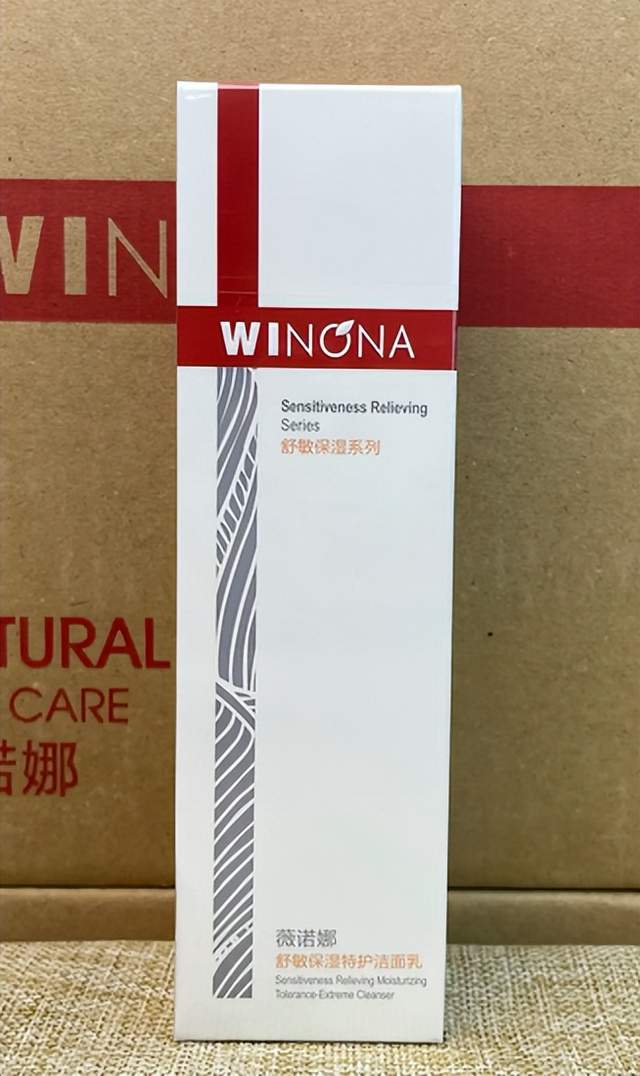 WINONA
Sensitiveness Relieving
Series
舒敏保湿系列
薇诺娜
舒敏保湿特护洁面乳
Sensitiveness Relieving Moisturizing
Tolerance-Extreme Cleanser
WIN
TURAL
CARE
诺娜